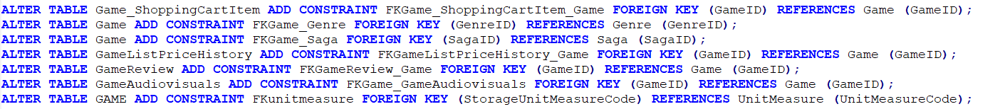 ALTER TABLE Game_ShoppingCartItem ADD CONSTRAINT FKGame_ShoppingCartItem_Game FOREIGN KEY (GameID) REFERENCES Game (GameID);
ALTER TABLE Game ADD CONSTRAINT FKGame_Genre FOREIGN KEY (GenreID) REFERENCES Genre (GenreID);
ALTER TABLE Game ADD CONSTRAINT FKGame_Saga FOREIGN KEY (SagaID) REFERENCES Saga (SagaID);
ALTER TABLE GameListPriceHistory ADD CONSTRAINT FKGameListPriceHistory_Game FOREIGN KEY (GameID) REFERENCES Game (GameID);
ALTER TABLE GameReview ADD CONSTRAINT FKGameReview_Game FOREIGN KEY (GameID) REFERENCES Game (GameID);
ALTER TABLE GameAudiovisuals ADD CONSTRAINT FKGame_GameAudiovisuals FOREIGN KEY (GameID) REFERENCES Game (GameID);
ALTER TABLE GAME ADD CONSTRAINT FKunitmeasure FOREIGN KEY (StorageUnitMeasureCode) REFERENCES UnitMeasure (UnitMeasureCode);